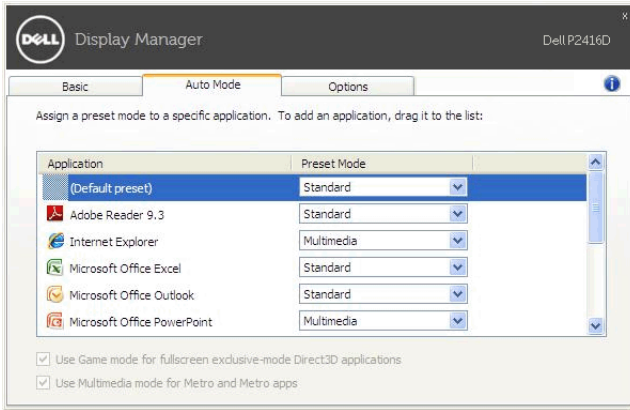 x
DELL Display Manager Dell P2416D
Basic Auto Mode Options i
Assign a preset mode to a specific application. To add an application, drag it to the list:
Application Preset Mode
(Default preset) Standard
Adobe Reader 9.3 Standard
Internet Explorer Multimedia
Microsoft Office Excel Standard
Microsoft Office Outlook Standard
Microsoft Office PowerPoint Multimedia
Use Game mode for fullscreen exclusive-mode Direct3D applications
Use Multimedia mode for Metro and Metro apps